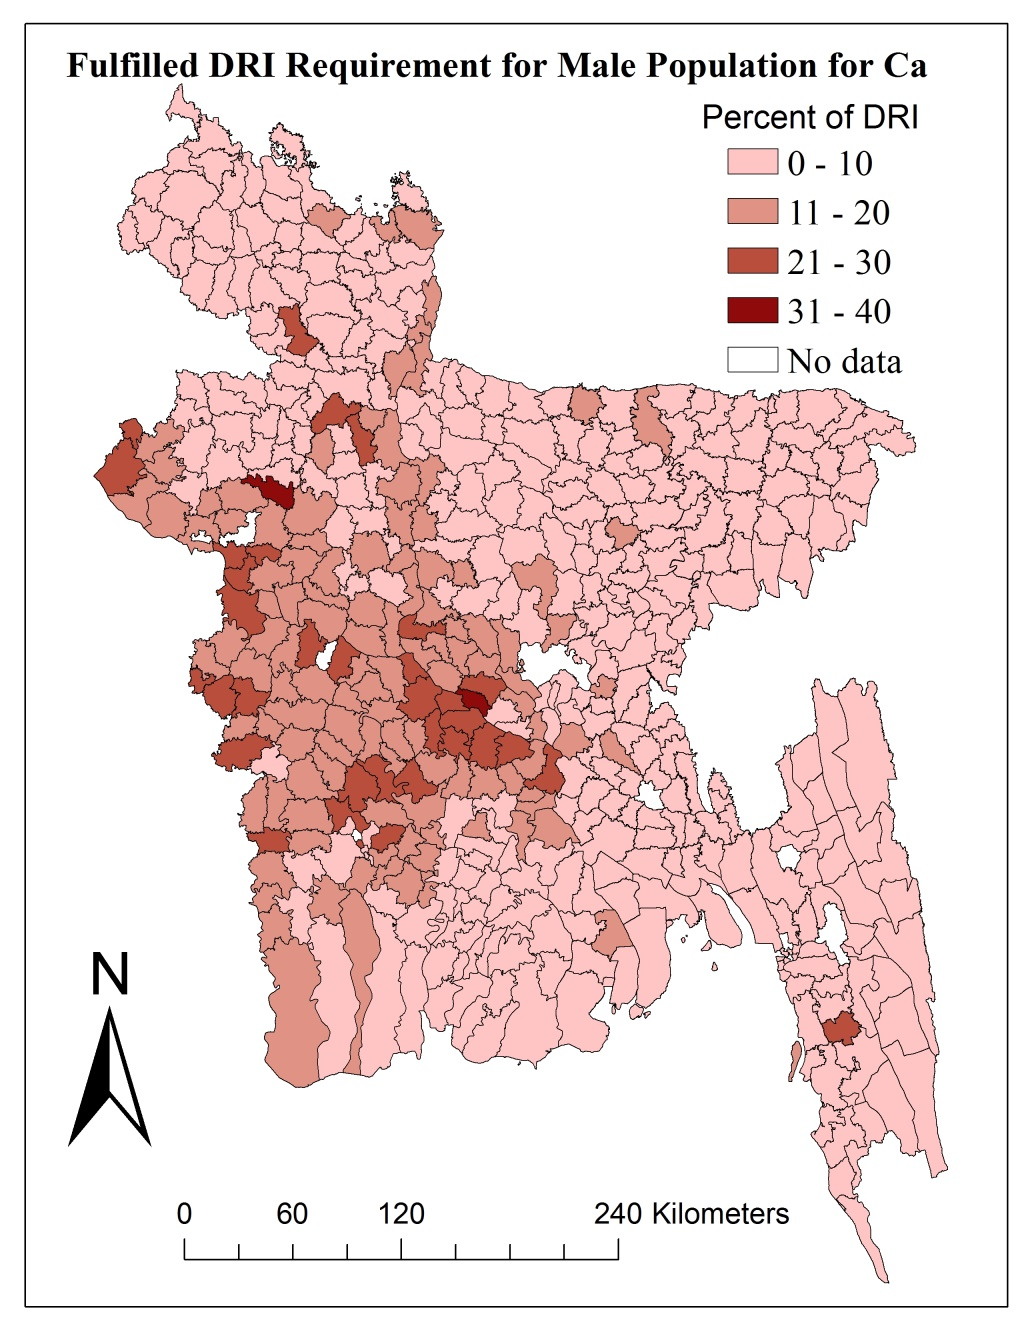 Fulfilled DRI Requirement for Male Population for Ca
Percent of DRI
0 - 10
11 - 20
21 - 30
31 - 40
No data
N
0 60 120 240 Kilometers